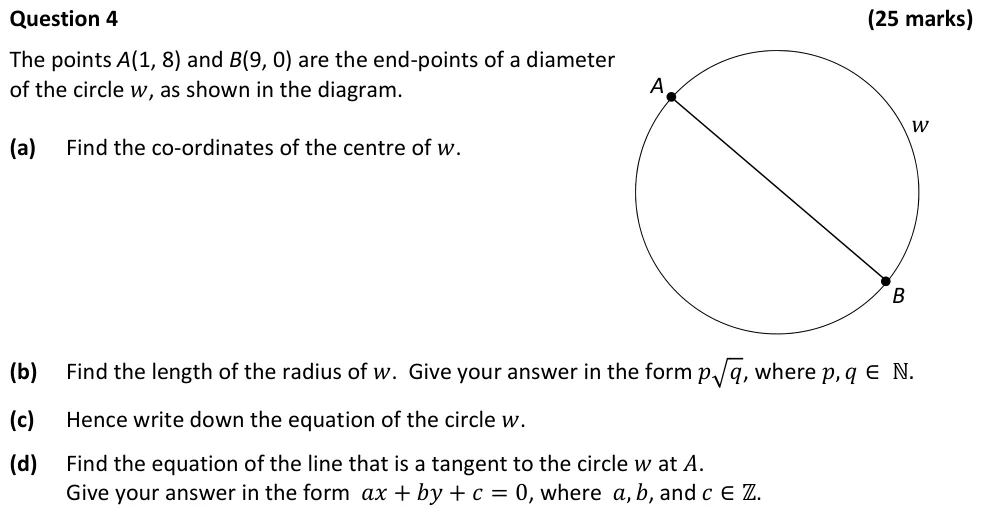 Question 4 (25 marks)
The points A(1, 8) and B(9, 0) are the end-points of a diameter
of the circle w, as shown in the diagram.
A
w
(a) Find the co-ordinates of the centre of w.
B
(b) Find the length of the radius of w. Give your answer in the form p√q, where p, q ∈ ℕ.
(c) Hence write down the equation of the circle w.
(d) Find the equation of the line that is a tangent to the circle w at A.
Give your answer in the form ax + by + c = 0, where a, b, and c ∈ ℤ.